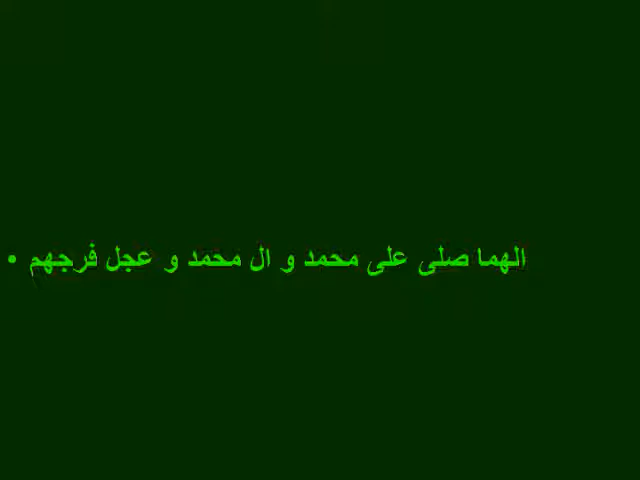 الهما صلی علی محمد و ال محمد و عجل فرجهم •